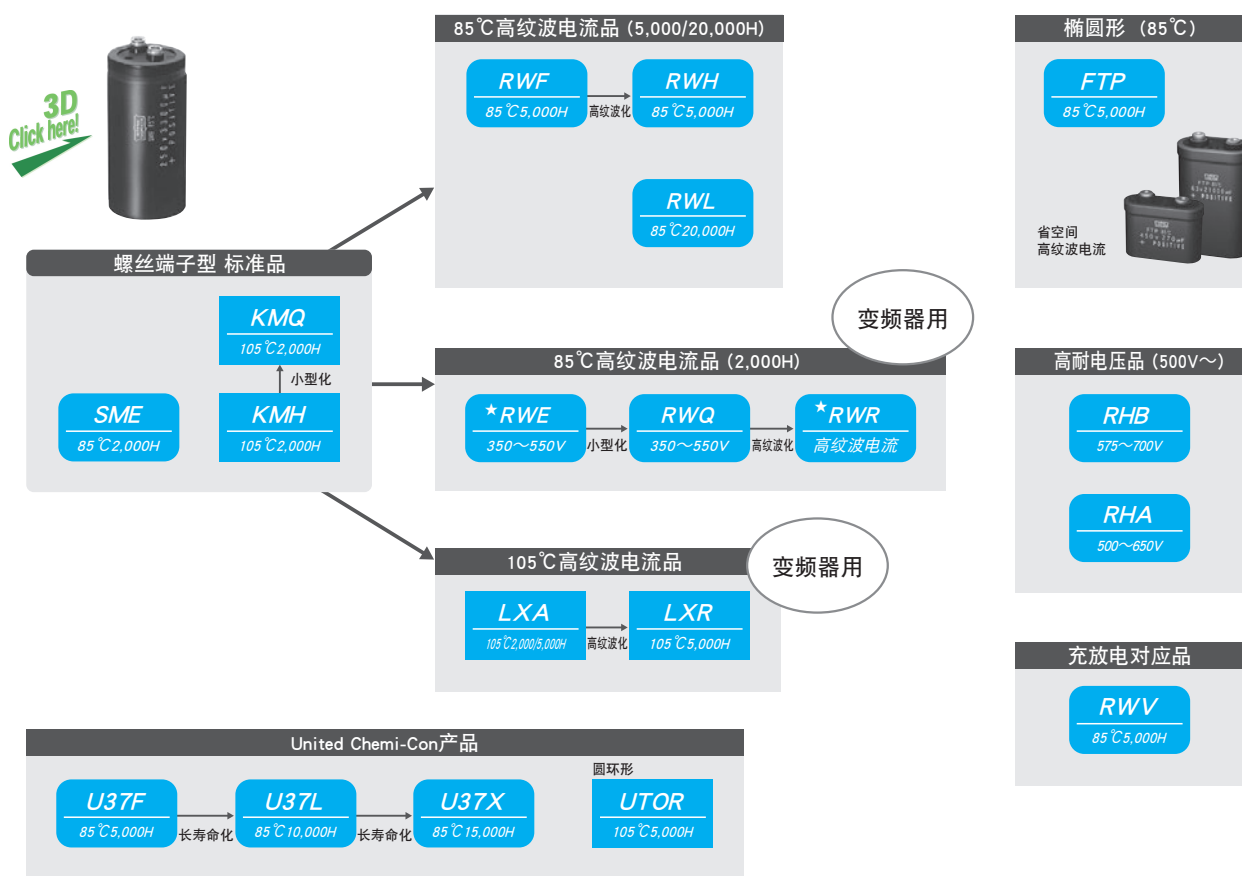 3D
Click here!
螺丝端子型 标准品
KMQ
105℃2,000H
小型化
SME
85℃2,000H
KMH
105℃2,000H
85℃高纹波电流品 (5,000/20,000H)
RWF
85℃5,000H
高纹波化
RWH
85℃5,000H
RWL
85℃20,000H
变频器用
85℃高纹波电流品 (2,000H)
★RWE
350～550V
小型化
RWQ
350～550V
高纹波化
★RWR
高纹波电流
变频器用
105℃高纹波电流品
LXA
105℃2,000/5,000H
高纹波化
LXR
105℃5,000H
United Chemi-Con产品
U37F
85℃5,000H
长寿命化
U37L
85℃10,000H
长寿命化
U37X
85℃15,000H
圆环形
UTOR
105℃5,000H
椭圆形 (85℃)
FTP
85℃5,000H
省空间
高纹波电流
高耐电压品 (500V～)
RHB
575～700V
RHA
500～650V
充放电对应品
RWV
85℃5,000H